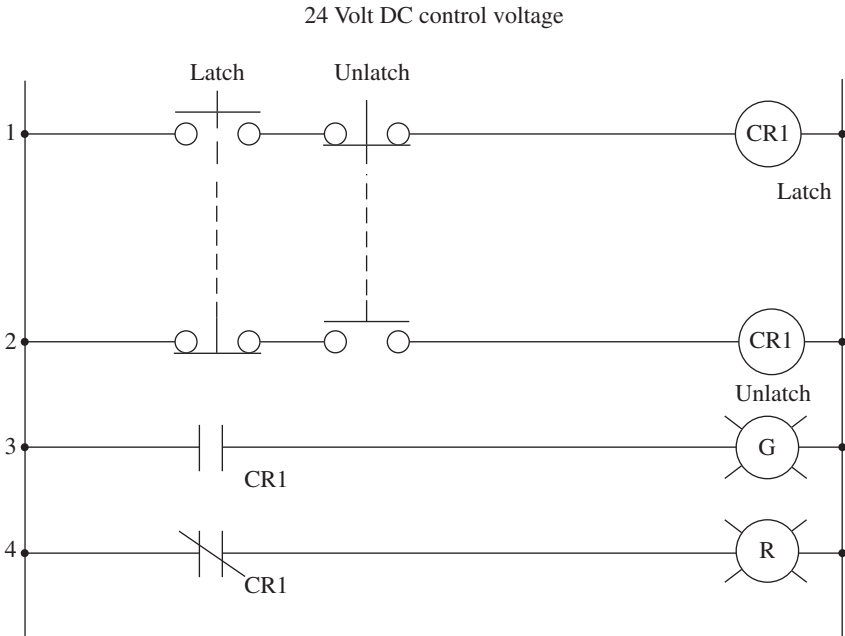 24 Volt DC control voltage
Latch
Unlatch
1
CR1
Latch
2
CR1
Unlatch
3
CR1
G
4
CR1
R